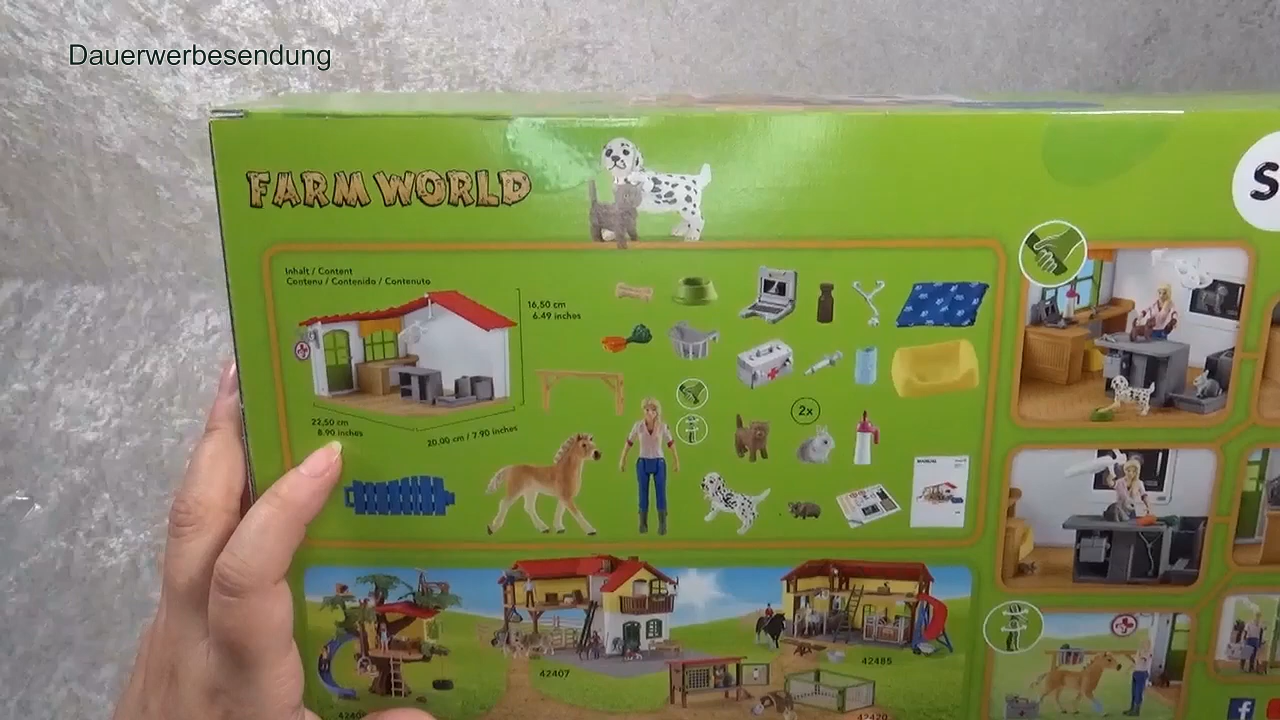 Dauerwerbesendung
FARM WORLD
S
Inhalt / Content
Contenu / Contenido / Contenuto
16,50 cm
6.49 inches
22,50 cm
8.90 inches
20,00 cm / 7.90 inches
2x
42407
42485
42420